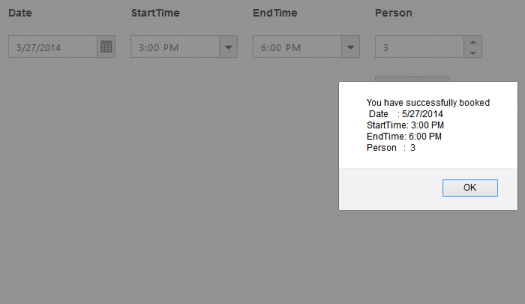 Date StartTime EndTime Person
5/27/2014 3:00 PM 6:00 PM 3
You have successfully booked
Date : 5/27/2014
StartTime: 3:00 PM
EndTime: 6:00 PM
Person : 3
OK